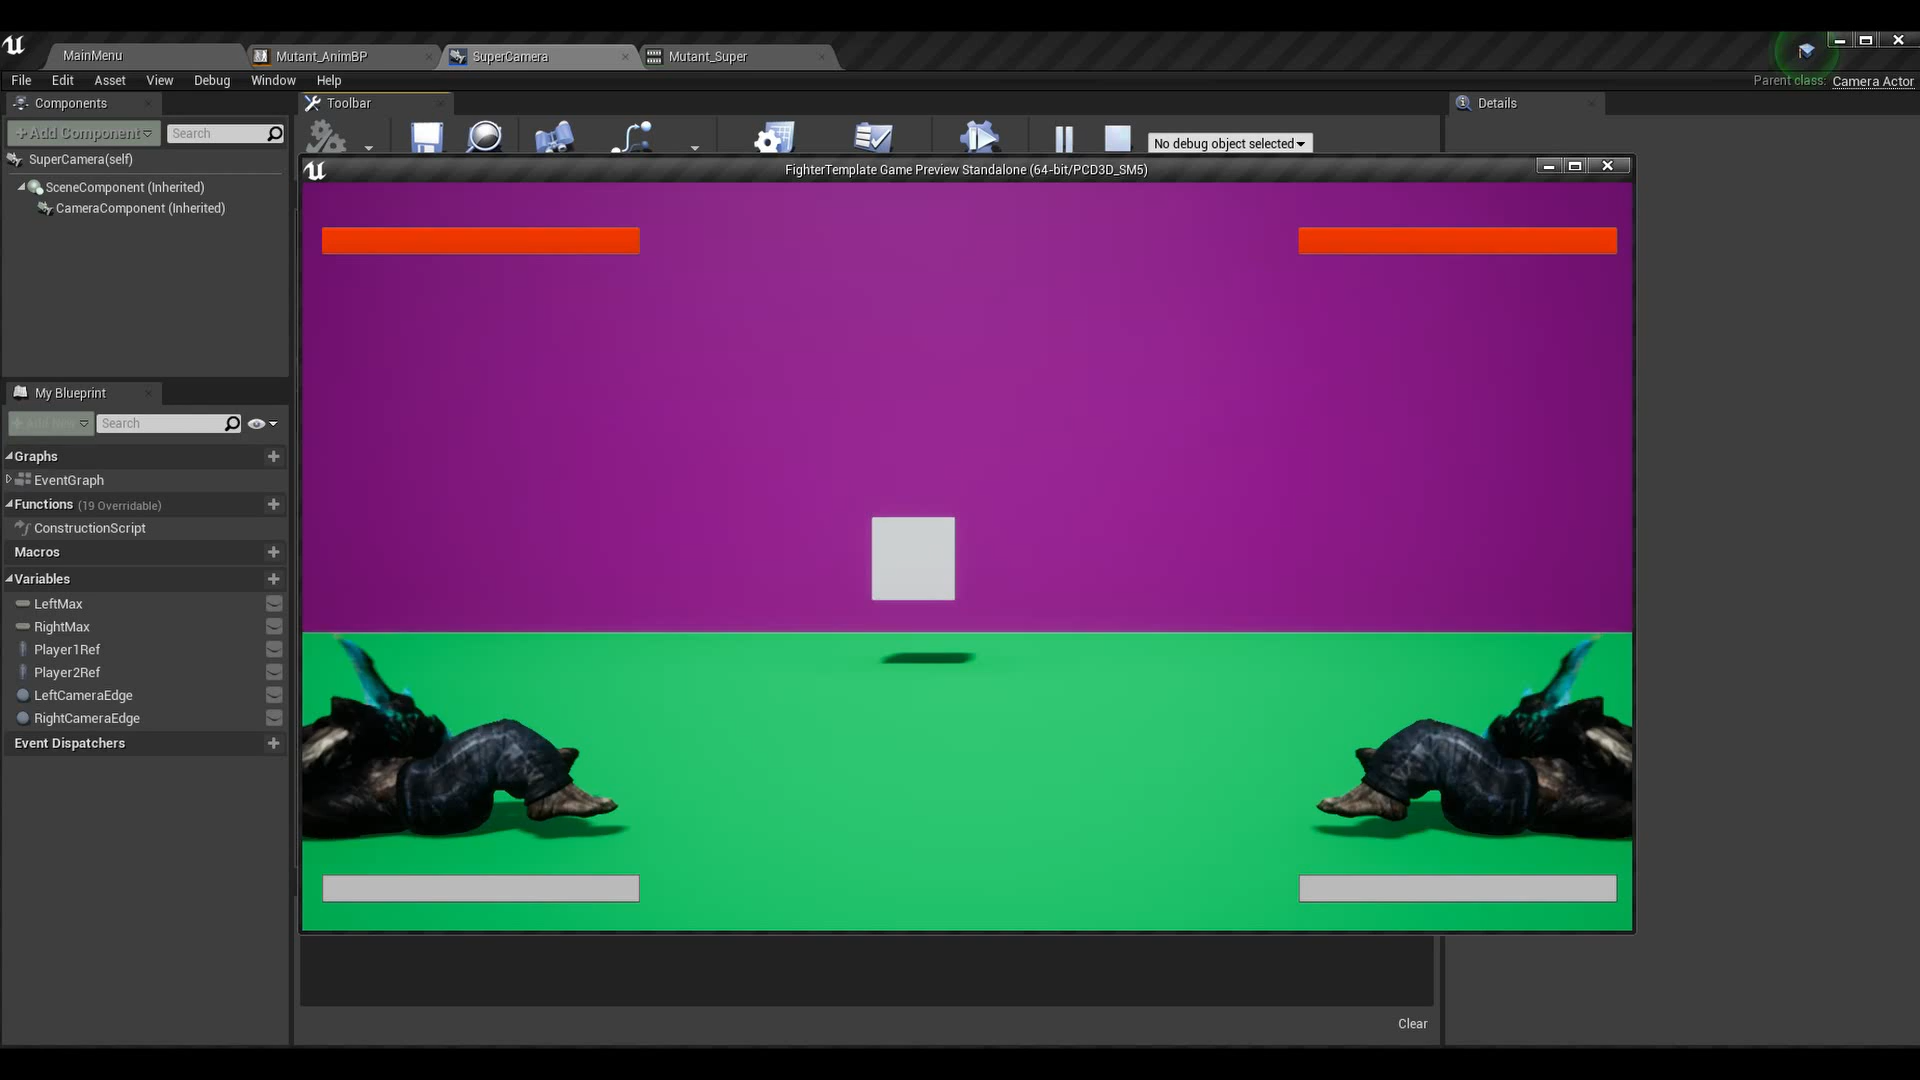 MainMenu
Mutant_AnimBP
SuperCamera
Mutant_Super
File Edit Asset View Debug Window Help
Parent class: Camera Actor
Components
Toolbar
Details
+Add Component
Search
No debug object selected
SuperCamera(self)
FighterTemplate Game Preview Standalone (64-bit/PCD3D_SM5)
SceneComponent (Inherited)
CameraComponent (Inherited)
My Blueprint
+ Add New
Search
Graphs
EventGraph
Functions (19 Overridable)
ConstructionScript
Macros
Variables
LeftMax
RightMax
Player1Ref
Player2Ref
LeftCameraEdge
RightCameraEdge
Event Dispatchers
Clear